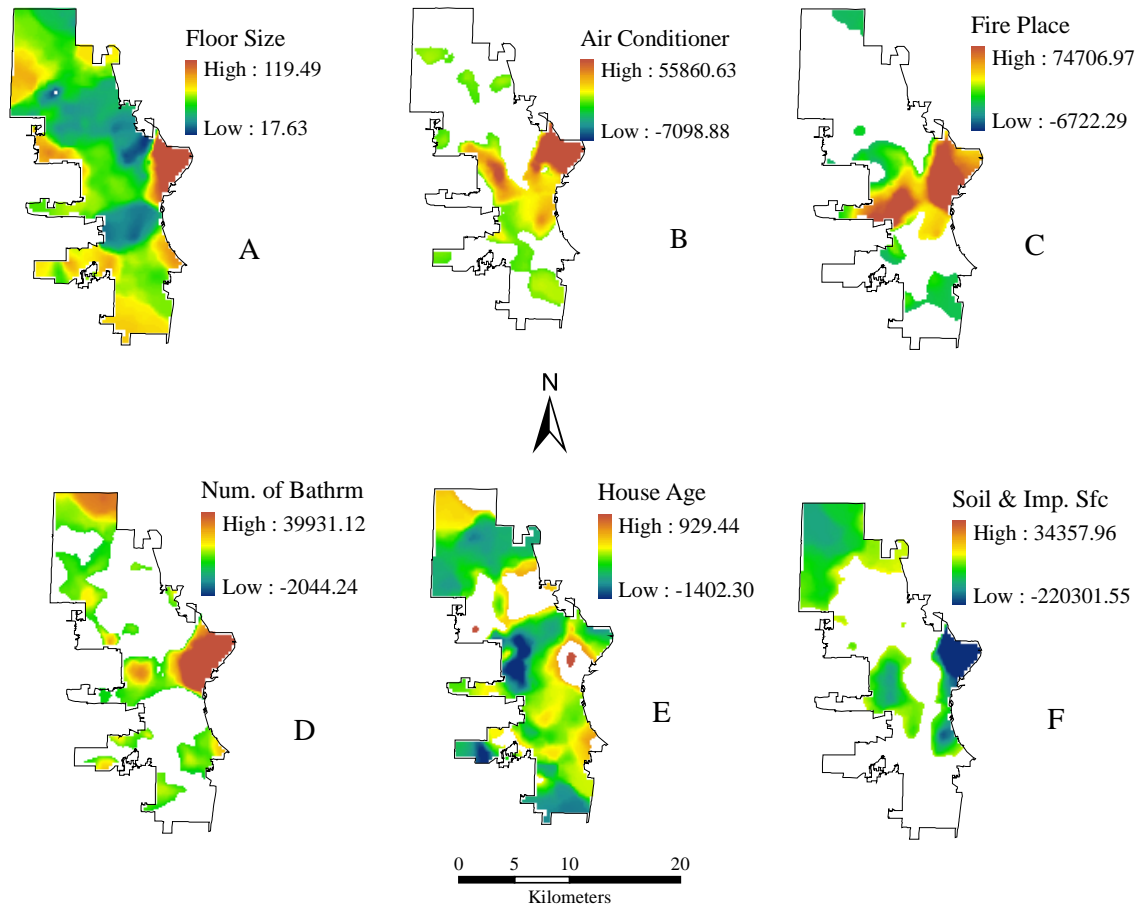 Floor Size
High : 119.49
Low : 17.63
A
Air Conditioner
High : 55860.63
Low : -7098.88
B
Fire Place
High : 74706.97
Low : -6722.29
C
N
Num. of Bathrm
High : 39931.12
Low : -2044.24
D
House Age
High : 929.44
Low : -1402.30
E
Soil & Imp. Sfc
High : 34357.96
Low : -220301.55
F
0 5 10 20
Kilometers